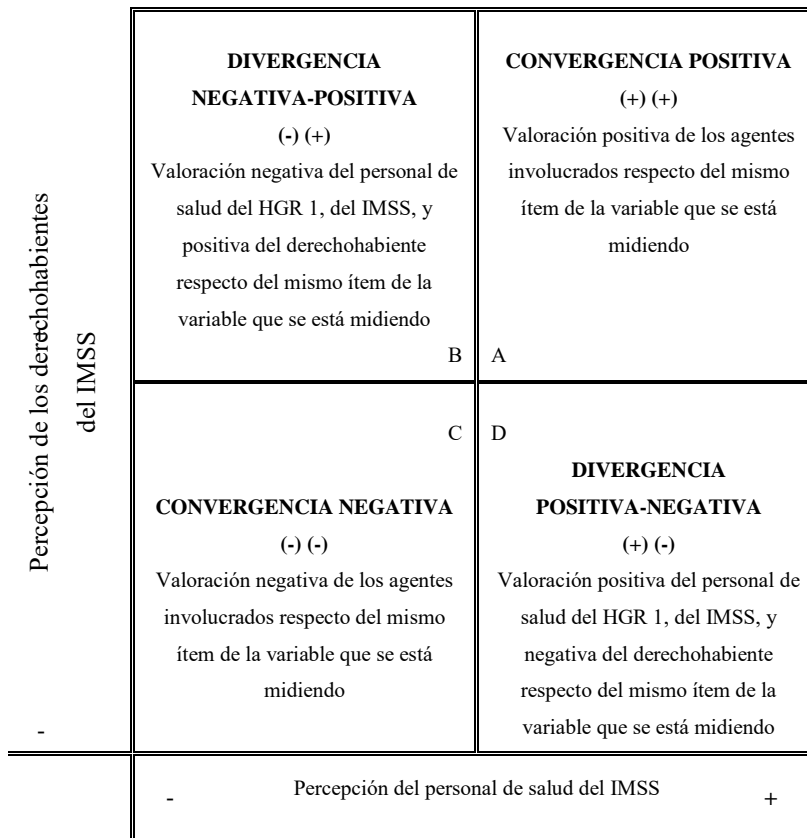 Percepción de los derechohabientes
del IMSS
+
-
DIVERGENCIA
NEGATIVA-POSITIVA
(-) (+)
Valoración negativa del personal de
salud del HGR 1, del IMSS, y
positiva del derechohabiente
respecto del mismo ítem de la
variable que se está midiendo
B
CONVERGENCIA POSITIVA
(+) (+)
Valoración positiva de los agentes
involucrados respecto del mismo
ítem de la variable que se está
midiendo
A
C
CONVERGENCIA NEGATIVA
(-) (-)
Valoración negativa de los agentes
involucrados respecto del mismo
ítem de la variable que se está
midiendo
D
DIVERGENCIA
POSITIVA-NEGATIVA
(+) (-)
Valoración positiva del personal de
salud del HGR 1, del IMSS, y
negativa del derechohabiente
respecto del mismo ítem de la
variable que se está midiendo
- Percepción del personal de salud del IMSS +